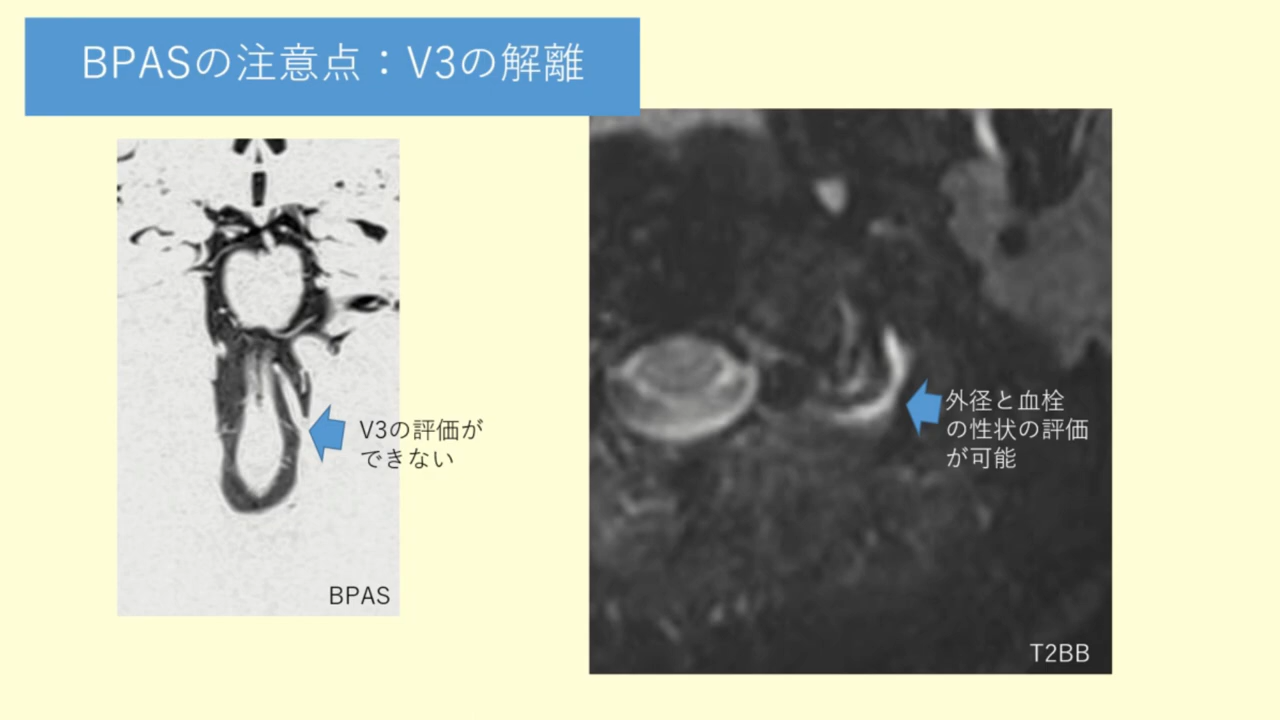 BPASの注意点：V3の解離
V3の評価が
できない
BPAS
外径と血栓
の性状の評価
が可能
T2BB